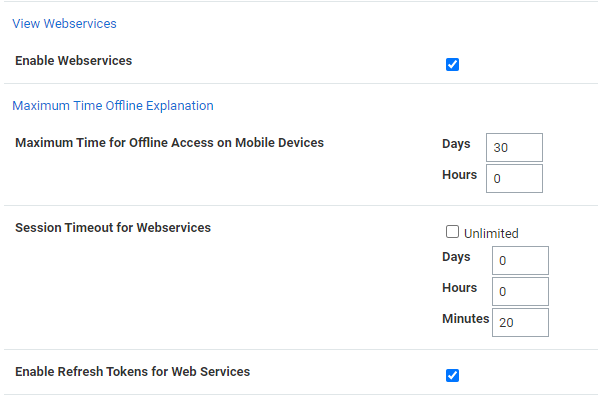 View Webservices
Enable Webservices
Maximum Time Offline Explanation
Maximum Time for Offline Access on Mobile Devices
Days 30
Hours 0
Session Timeout for Webservices
Unlimited
Days 0
Hours 0
Minutes 20
Enable Refresh Tokens for Web Services